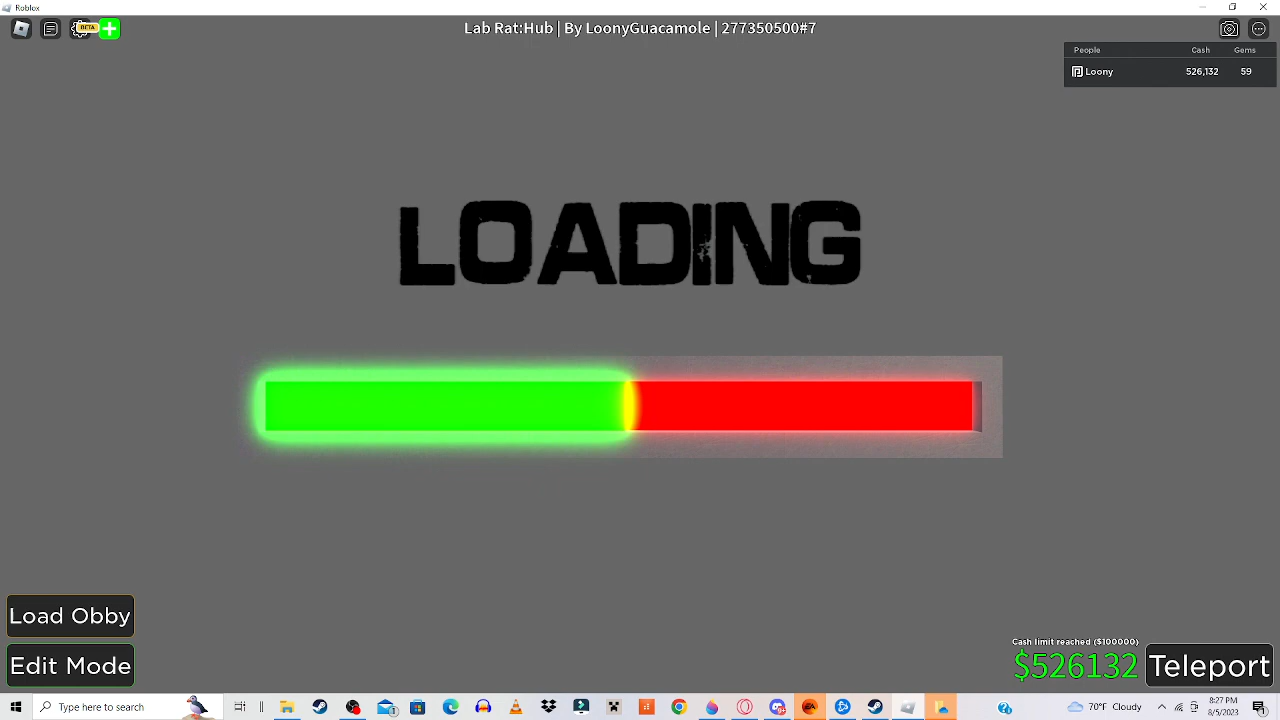 Roblox
BETA
Lab Rat:Hub | By LoonyGuacamole | 277350500#7
People Cash Gems
Loony 526,132 59
LOADING
Load Obby
Edit Mode
Cash limit reached ($100000)
$526132
Teleport
Type here to search
70°F Cloudy
8:27 PM
8/5/2023